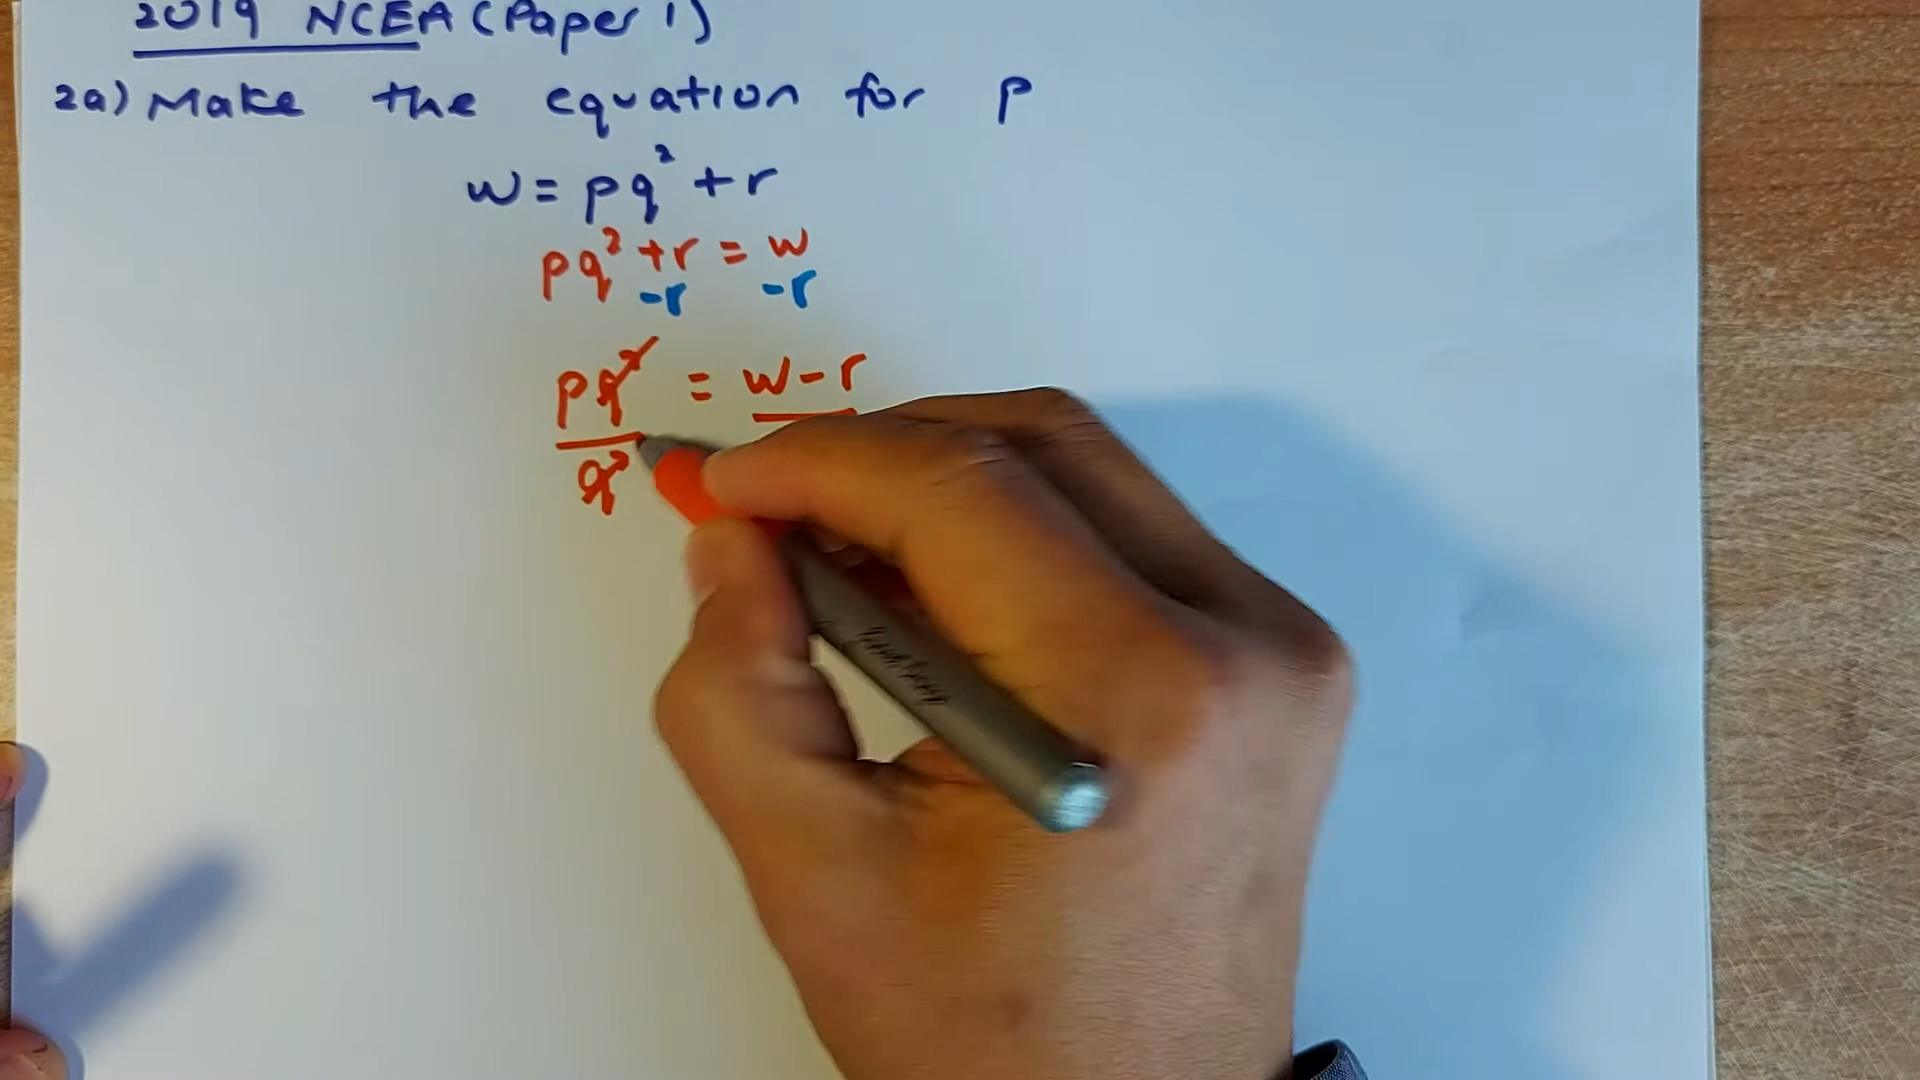 2019 NCEA (Paper 1)
2a) Make the equation for p
w = pq² + r
pq² + r = w
-r -r
pq² = w - r
q²